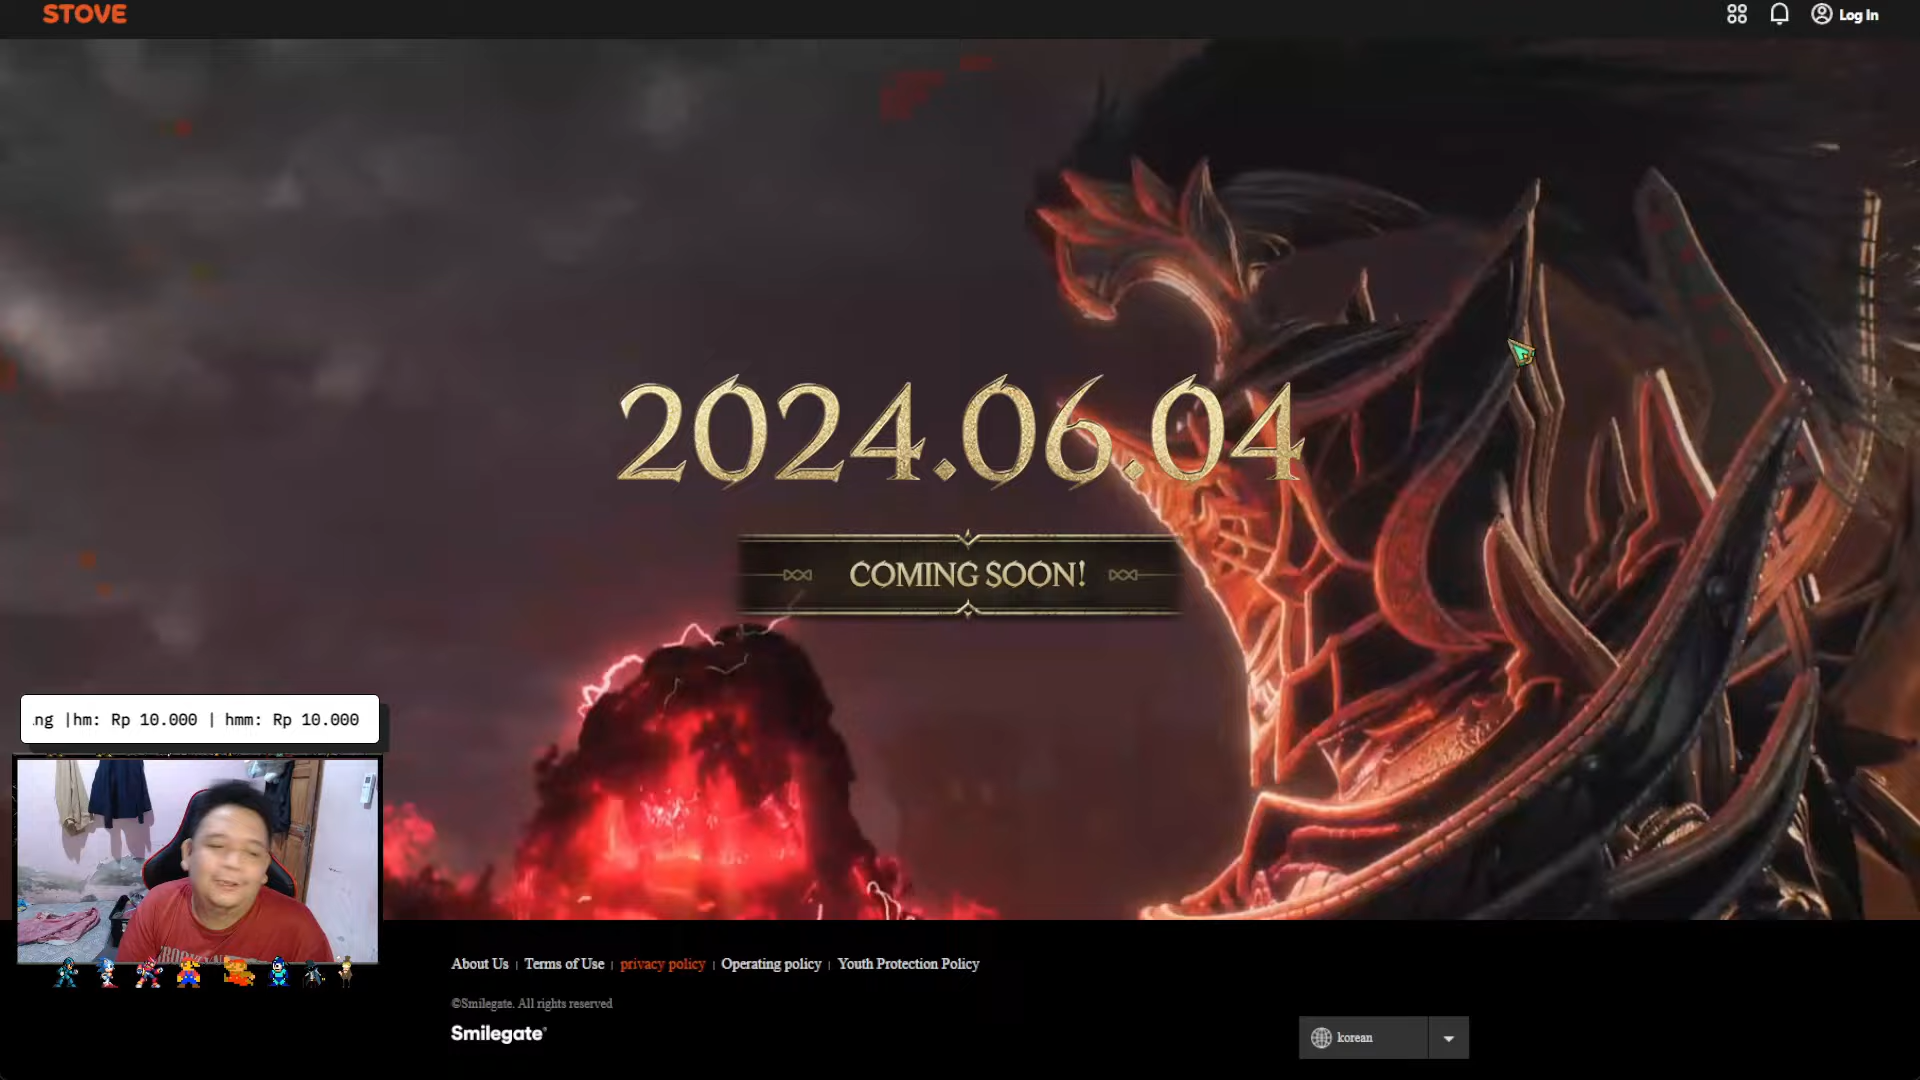 STOVE
Log In
2024.06.04
COMING SOON!
ng |hm: Rp 10.000 | hmm: Rp 10.000
About Us | Terms of Use | privacy policy | Operating policy | Youth Protection Policy
©Smilegate. All rights reserved
Smilegate
korean